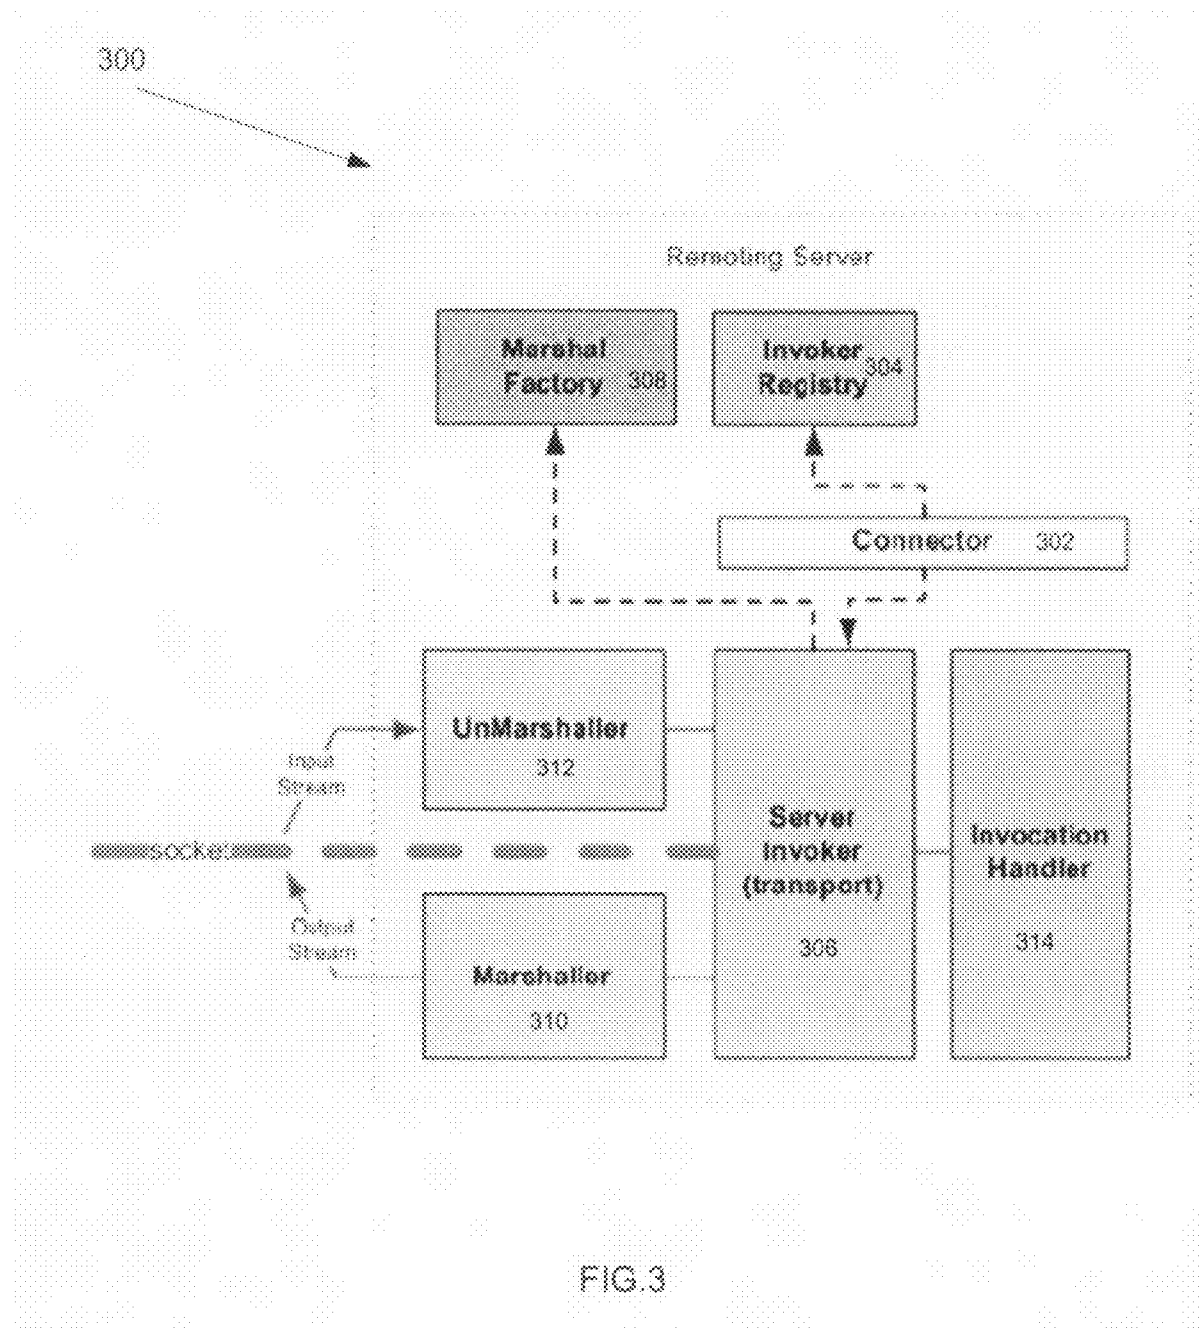 300
Remoting Server
Marshal
Factory 308
Invoker
Registry 304
Connector 302
UnMarshaller
312
Input
Stream
Server
Invoker
(transport)
306
Invocation
Handler
314
socket
Output
Stream
Marshaller
310
FIG.3